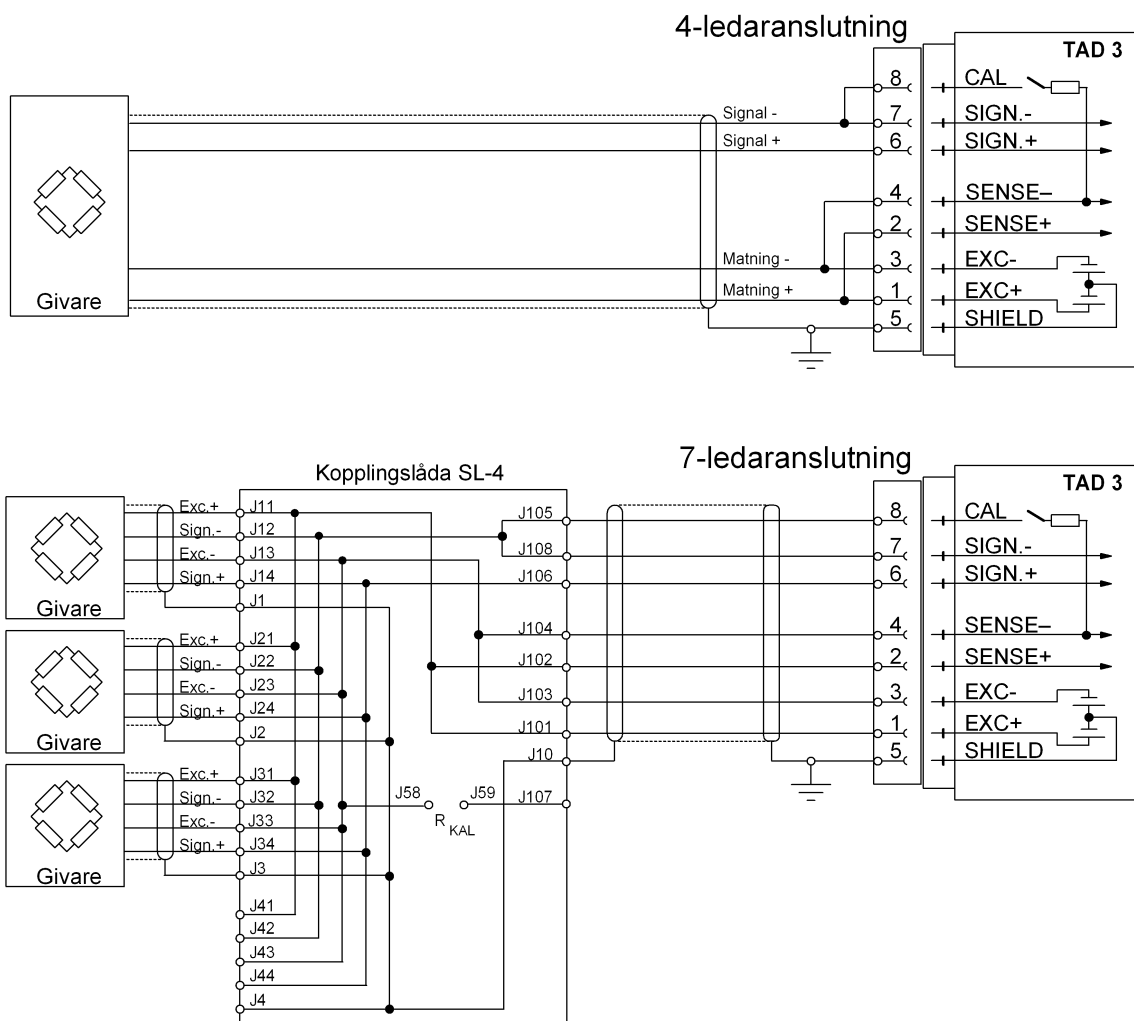 4-ledaranslutning
TAD 3
8 CAL
Signal - 7 SIGN.-
Signal + 6 SIGN.+
4 SENSE–
2 SENSE+
Matning - 3 EXC-
Matning + 1 EXC+
5 SHIELD
Givare
7-ledaranslutning
Kopplingslåda SL-4
TAD 3
Exc.+ J11 J105 8 CAL
Sign.- J12
J108 7 SIGN.-
Exc.- J13
Sign.+ J14 J106 6 SIGN.+
Givare J1
J104 4 SENSE–
Exc.+ J21
Sign.- J22 J102 2 SENSE+
Exc.- J23 J103 3 EXC-
Sign.+ J24
J101 1 EXC+
Givare J2
J10 5 SHIELD
Exc.+ J31
Sign.- J32 J58 J59 J107
Exc.- J33 R KAL
Sign.+ J34
Givare J3
J41
J42
J43
J44
J4